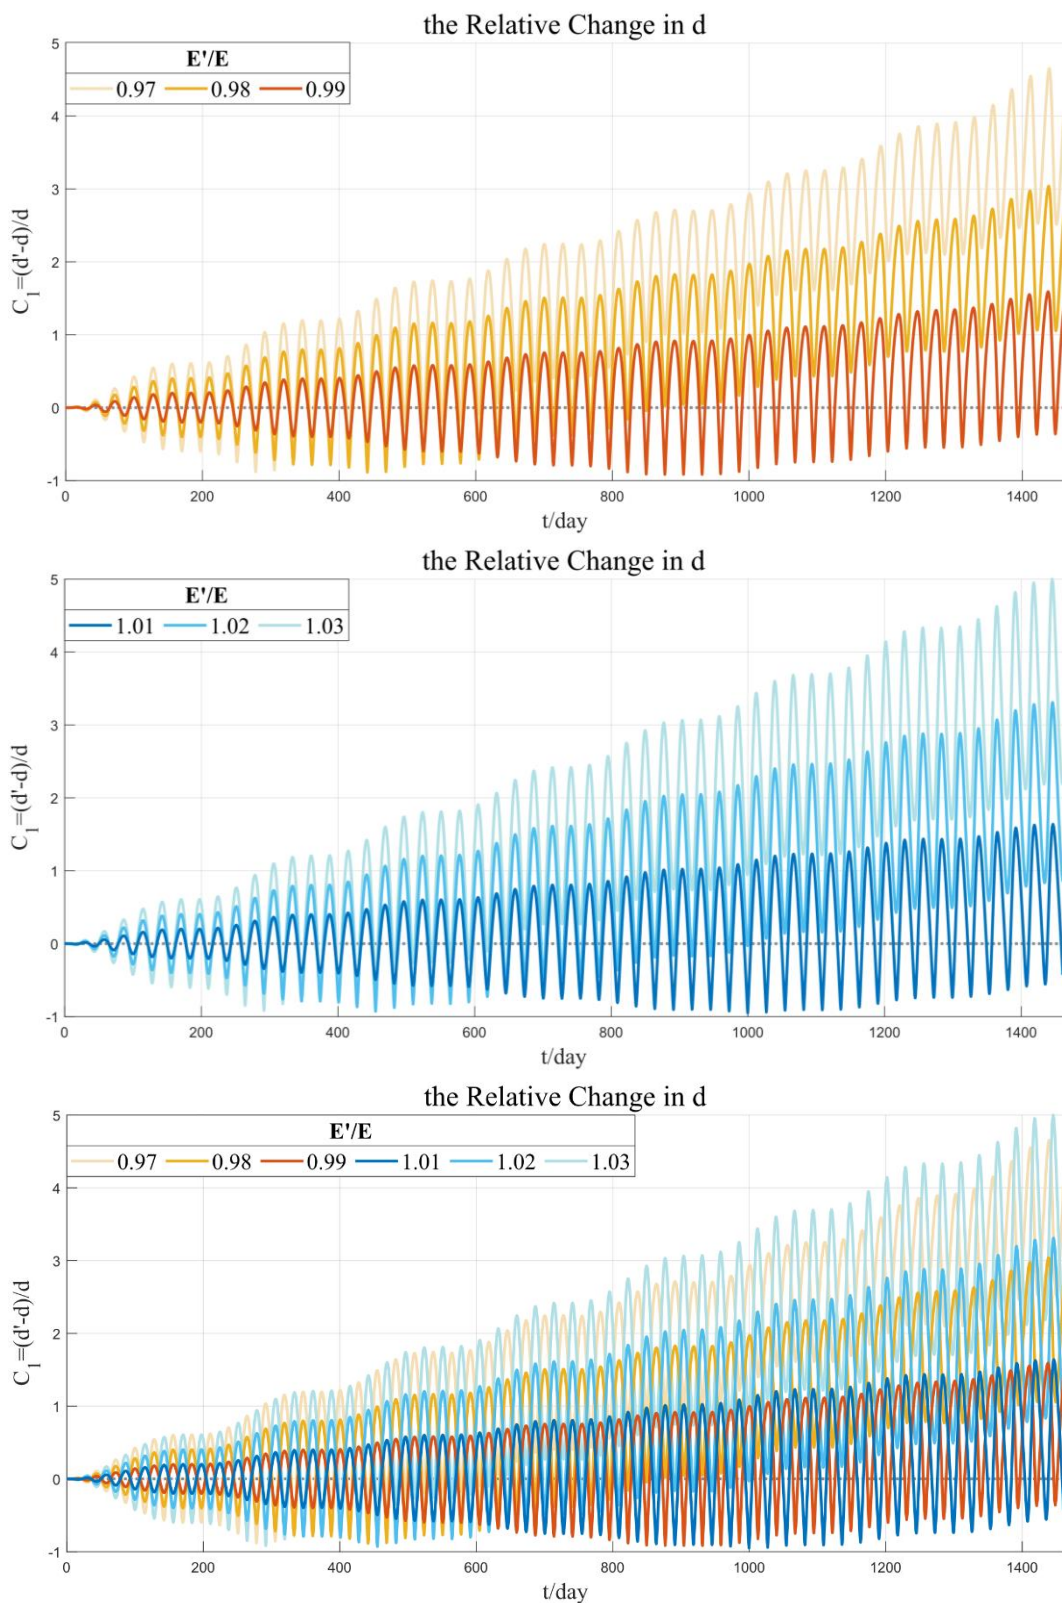 the Relative Change in d
E'/E
0.97 0.98 0.99
5
4
3
2
1
0
-1
C1=(d'-d)/d
0 200 400 600 800 1000 1200 1400
t/day
the Relative Change in d
E'/E
1.01 1.02 1.03
5
4
3
2
1
0
-1
C1=(d'-d)/d
0 200 400 600 800 1000 1200 1400
t/day
the Relative Change in d
E'/E
0.97 0.98 0.99 1.01 1.02 1.03
5
4
3
2
1
0
-1
C1=(d'-d)/d
0 200 400 600 800 1000 1200 1400
t/day